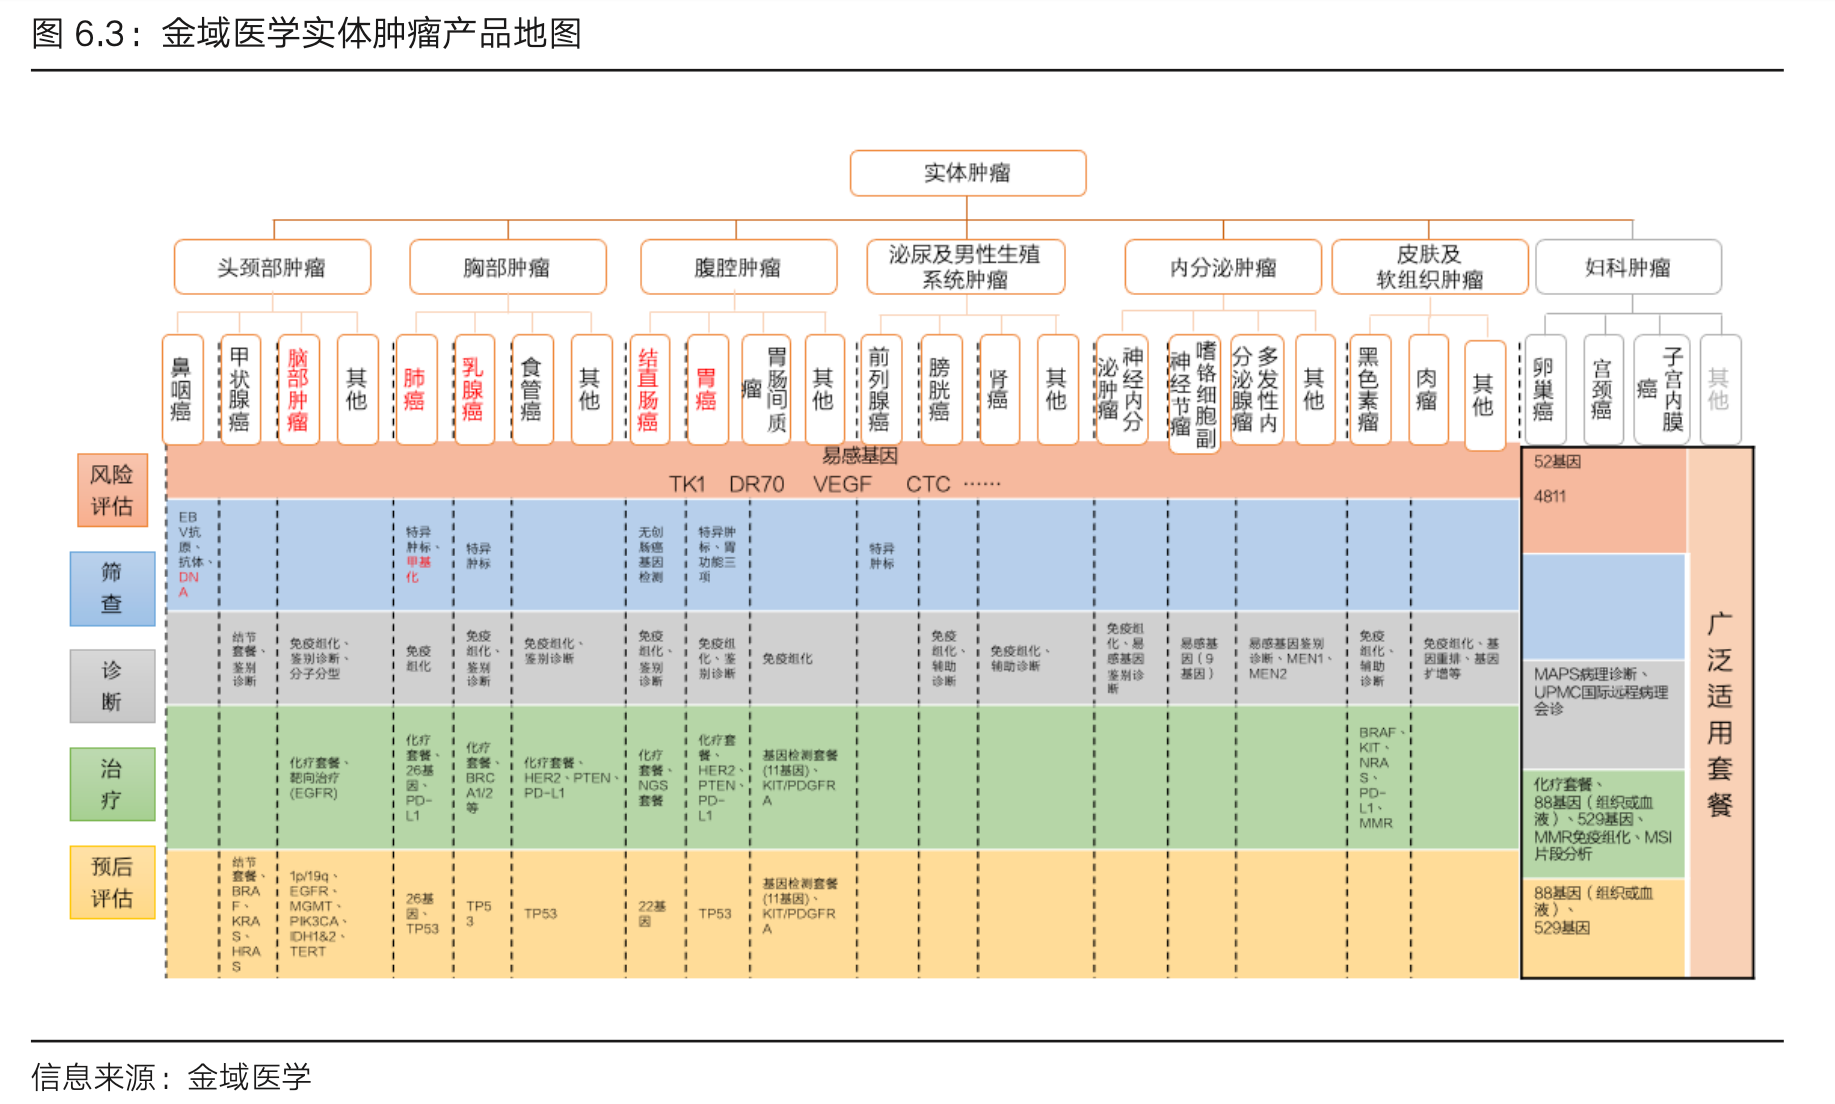 图 6.3：金域医学实体肿瘤产品地图
实体肿瘤
头颈部肿瘤
胸部肿瘤
腹腔肿瘤
泌尿及男性生殖
系统肿瘤
内分泌肿瘤
皮肤及
软组织肿瘤
妇科肿瘤
鼻咽癌
甲状腺癌
脑部肿瘤
其他
肺癌
乳腺癌
食管癌
其他
结直肠癌
胃癌
胃肠间质
瘤
其他
前列腺癌
膀胱癌
肾癌
其他
神经内分
泌肿瘤
嗜铬细胞副
神经节瘤
多发性内
分泌腺瘤
其他
黑色素瘤
肉瘤
其他
卵巢癌
宫颈癌
子宫内膜
癌
其他
风险
评估
易感基因
TK1 DR70 VEGF CTC ……
52基因
4811
筛
查
EB
V抗
原、
抗体、
DN
A
特异
肿标、
甲基
化
特异
肿标
无创
肠癌
基因
检测
特异肿
标、胃
功能三
项
特异
肿标
诊
断
结节
套餐、
鉴别
诊断
免疫组化、
鉴别诊断、
分子分型
免疫
组化
免疫
组化、
鉴别
诊断
免疫组化、
鉴别诊断
免疫
组化、
鉴别
诊断
免疫组
化、鉴
别诊断
免疫组化
免疫
组化、
辅助
诊断
免疫组化、
辅助诊断
免疫组
化、易
感基因
鉴别诊
断
易感基
因（9
基因）
易感基因鉴别
诊断、MEN1、
MEN2
免疫
组化、
辅助
诊断
免疫组化、基
因重排、基因
扩增等
MAPS病理诊断、
UPMC国际远程病理
会诊
治
疗
化疗套餐、
靶向治疗
(EGFR)
化疗
套餐、
26基
因、
PD-
L1
化疗
套餐、
BRC
A1/2
等
化疗套餐、
HER2、PTEN、
PD-L1
化疗
套餐、
NGS
套餐
化疗套
餐、
HER2、
PTEN、
PD-
L1
基因检测套餐
(11基因)、
KIT/PDGFR
A
BRAF、
KIT、
NRA
S、
PD-
L1、
MMR
化疗套餐、
88基因（组织或血
液）、529基因、
MMR免疫组化、MSI
片段分析
预后
评估
结节
套餐、
BRA
F、
KRA
S、
HRA
S
1p/19q、
EGFR、
MGMT、
PIK3CA、
IDH1&2、
TERT
26基
因、
TP53
TP5
3
TP53
22基
因
TP53
基因检测套餐
(11基因)、
KIT/PDGFR
A
88基因（组织或血
液）、
529基因
广泛适用套餐
信息来源：金域医学